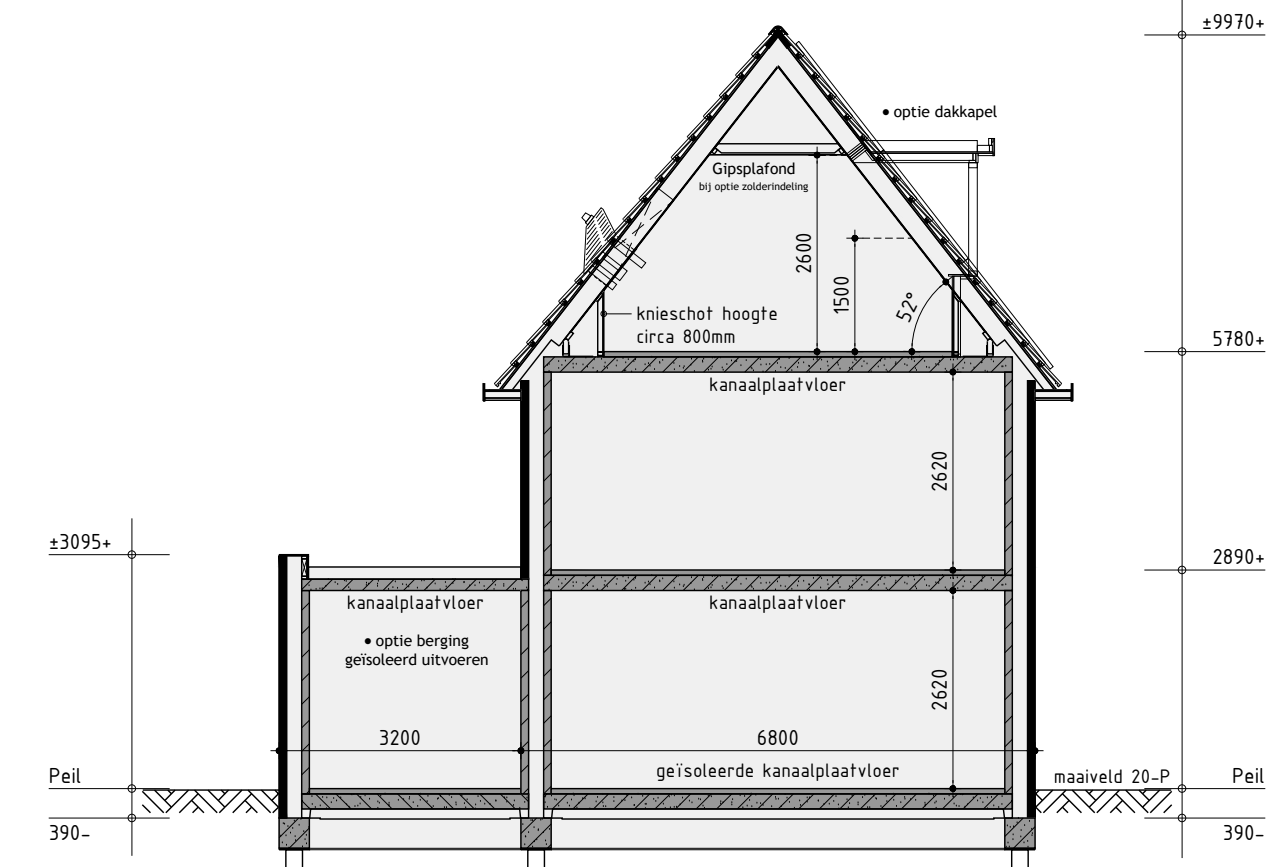 ±9970+
• optie dakkapel
Gipsplafond
bij optie zolderindeling
2600
1500
52°
knieschot hoogte
circa 800mm
5780+
kanaalplaatvloer
2620
±3095+
2890+
kanaalplaatvloer
kanaalplaatvloer
• optie berging
geïsoleerd uitvoeren
2620
3200
6800
geïsoleerde kanaalplaatvloer
Peil
maaiveld 20-P
Peil
390-
390-